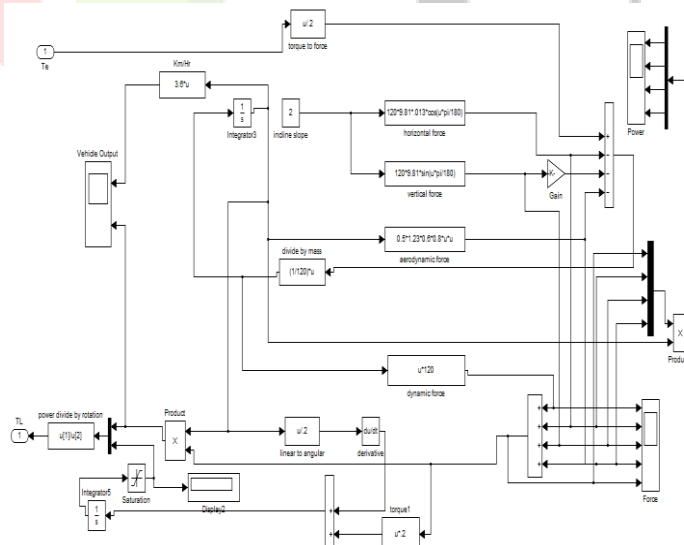 u/.2
torque to force
1
Te
Km/Hr
3.6*u
1
s
Integrator3
2
incline slope
120*9.81*.013*cos(u*pi/180)
horizontal force
Power
Vehicle Output
120*9.81*sin(u*pi/180)
vertical force
-K-
Gain
+
-
-
-
0.5*1.23*0.6*0.8*u*u
aerodynamic force
divide by mass
(1/120)*u
X
Produ
u*120
dynamic force
TL
1
power divide by rotation
u[1]/u[2]
Product
X
u/.2
linear to angular
du/dt
derivative
+
+
+
+
Force
Saturation
Integrator5
1
s
Display2
+
+
torque1
u*.2